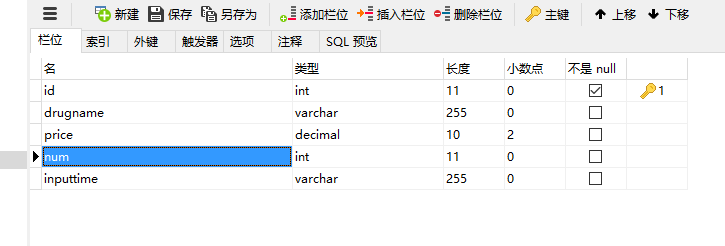 新建 保存 另存为 添加栏位 插入栏位 删除栏位 主键 上移 下移
栏位 索引 外键 触发器 选项 注释 SQL 预览
名 类型 长度 小数点 不是 null
id int 11 0 1
drugname varchar 255 0
price decimal 10 2
num int 11 0
inputtime varchar 255 0